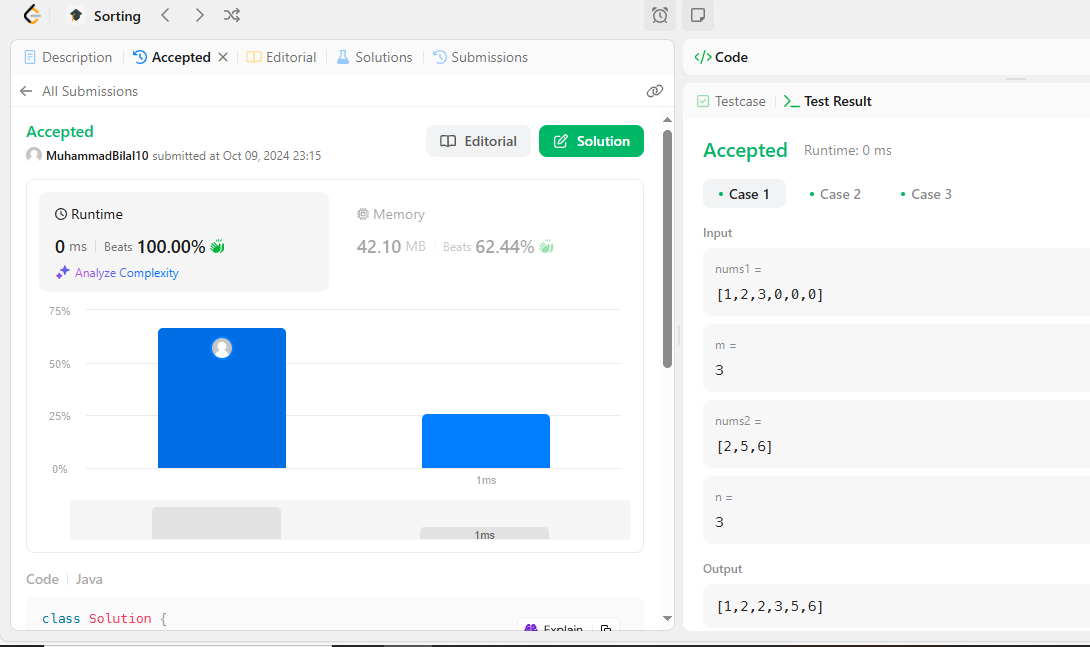 Sorting
Description
Accepted
Editorial
Solutions
Submissions
All Submissions
Accepted
MuhammadBilal10 submitted at Oct 09, 2024 23:15
Editorial
Solution
Runtime
0 ms Beats 100.00%
Analyze Complexity
Memory
42.10 MB Beats 62.44%
75%
50%
25%
0%
1ms
1ms
Code Java
class Solution {
Explain
Code
Testcase
Test Result
Accepted Runtime: 0 ms
Case 1
Case 2
Case 3
Input
nums1 =
[1,2,3,0,0,0]
m =
3
nums2 =
[2,5,6]
n =
3
Output
[1,2,2,3,5,6]